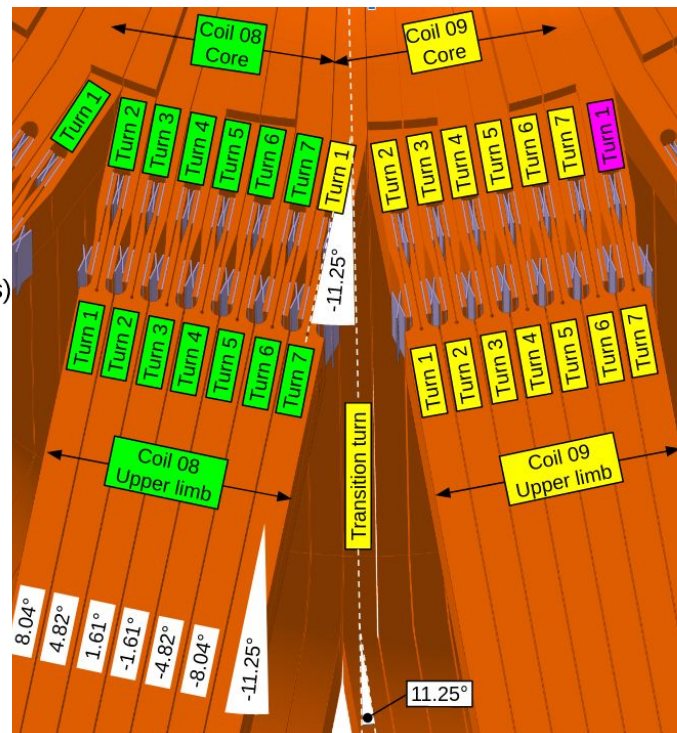 Coil 08
Core
Coil 09
Core
Turn 1
Turn 2
Turn 3
Turn 4
Turn 5
Turn 6
Turn 7
Turn 1
Turn 2
Turn 3
Turn 4
Turn 5
Turn 6
Turn 7
Turn 1
s)
-11.25°
Turn 1
Turn 2
Turn 3
Turn 4
Turn 5
Turn 6
Turn 7
Turn 1
Turn 2
Turn 3
Turn 4
Turn 5
Turn 6
Turn 7
Coil 08
Upper limb
Transition turn
Coil 09
Upper limb
8.04°
4.82°
1.61°
-1.61°
-4.82°
-8.04°
-11.25°
11.25°